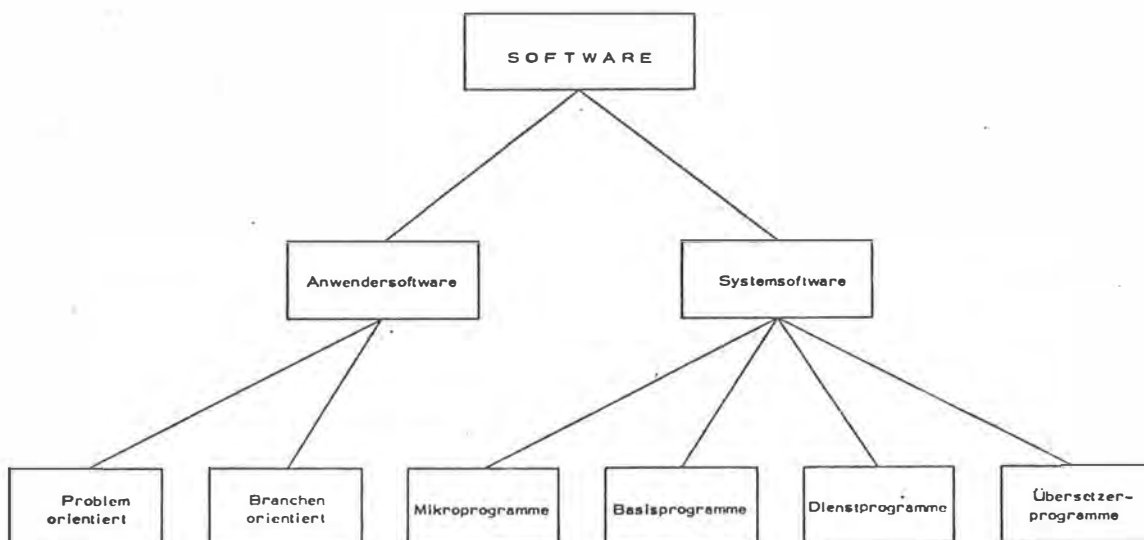 SOFTWARE
Anwendersoftware
Systemsoftware
Problem
orientiert
Branchen
orientiert
Mikroprogramme
Basisprogramme
Dienstprogramme
Übersetzer-
programme